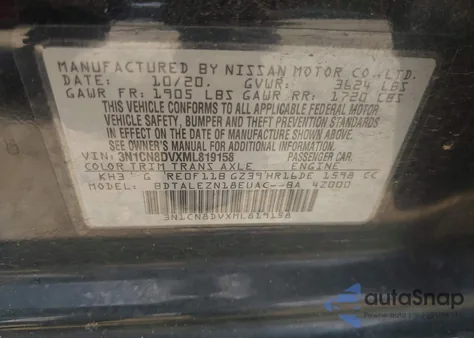 MANUFACTURED BY NISSAN MOTOR CO., LTD.
DATE: 10/20. GVWR: 3624 LBS
GAWR FR: 1905 LBS GAWR RR: 1720 LBS
THIS VEHICLE CONFORMS TO ALL APPLICABLE FEDERAL MOTOR
VEHICLE SAFETY, BUMPER, AND THEFT PREVENTION STANDARDS
IN EFFECT ON THE DATE OF MANUFACTURE SHOWN ABOVE.
SEE OWNER'S MANUAL FOR ADDITIONAL INFORMATION.
VIN: 3N1CN8DVXML819158 PASSENGER CAR.
COLOR TRIM TRANS AXLE ENGINE
KH3 G RE0F11B GZ39 HR16DE 1598 CC
MODEL: BDTALEZN18EUAC--BA 4Z000
3N1CN8DVXML819158
autoSnap